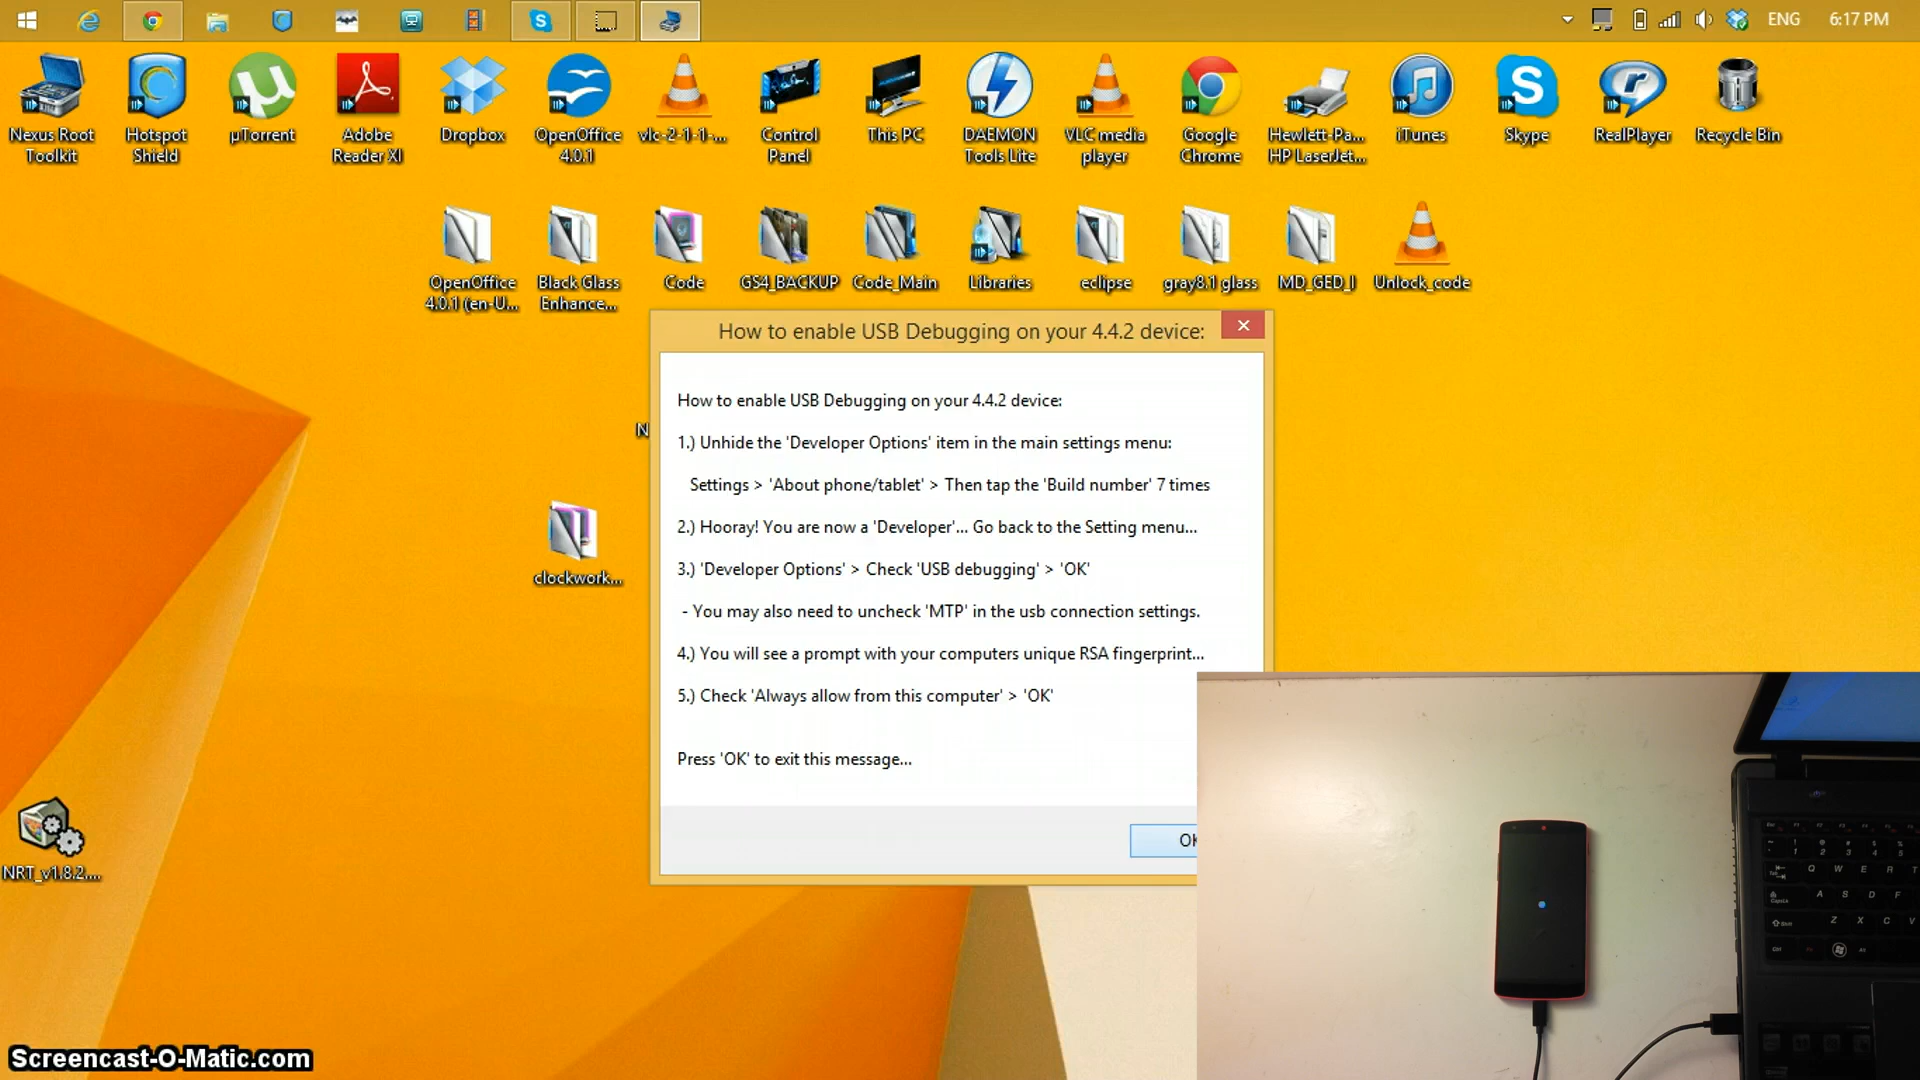 ENG 6:17 PM
Nexus Root
Toolkit
Hotspot
Shield
µTorrent
Adobe
Reader XI
Dropbox
OpenOffice
4.0.1
vlc-2-1-1-...
Control
Panel
This PC
DAEMON
Tools Lite
VLC media
player
Google
Chrome
Hewlett-Pa...
HP LaserJet...
iTunes
Skype
RealPlayer
Recycle Bin
OpenOffice
4.0.1 (en-U...
Black Glass
Enhance...
Code
GS4_BACKUP
Code_Main
Libraries
eclipse
gray8.1 glass
MD_GED_I
Unlock_code
How to enable USB Debugging on your 4.4.2 device:
How to enable USB Debugging on your 4.4.2 device:
1.) Unhide the 'Developer Options' item in the main settings menu:
Settings > 'About phone/tablet' > Then tap the 'Build number' 7 times
2.) Hooray! You are now a 'Developer'... Go back to the Setting menu...
3.) 'Developer Options' > Check 'USB debugging' > 'OK'
- You may also need to uncheck 'MTP' in the usb connection settings.
4.) You will see a prompt with your computers unique RSA fingerprint...
5.) Check 'Always allow from this computer' > 'OK'
Press 'OK' to exit this message...
OK
N
clockwork...
NRT_v1.8.2....
Screencast-O-Matic.com
Q W E R T
A S D F
Z X C V